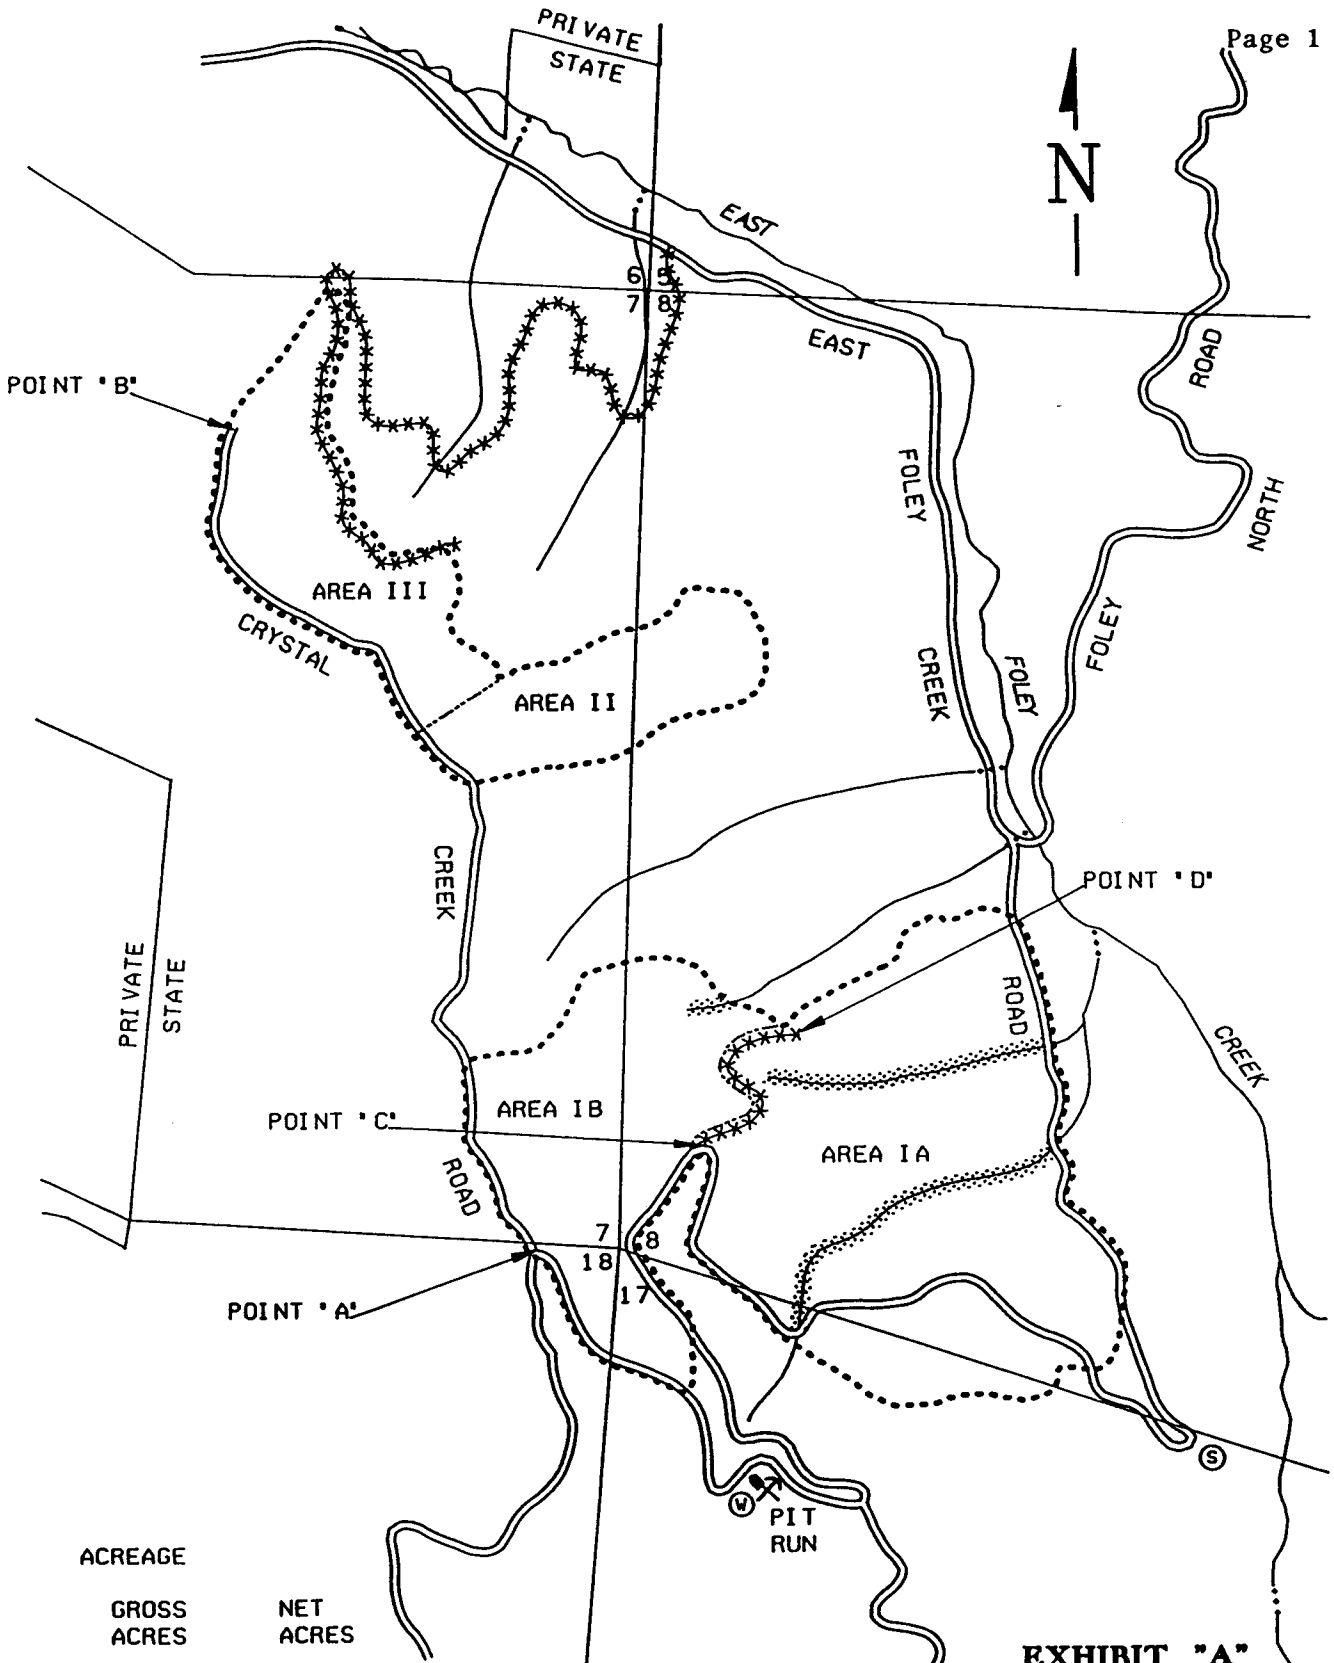 Page 1
PRIVATE
STATE
N
EAST
6 5
7 8
EAST
ROAD
POINT "B"
FOLEY
NORTH
AREA III
CRYSTAL
FOLEY
CREEK
FOLEY
AREA II
CREEK
POINT "D"
PRIVATE
STATE
ROAD
CREEK
AREA IB
POINT "C"
AREA IA
ROAD
7 8
18
17
POINT "A"
S
W
PIT
RUN
ACREAGE
GROSS NET
ACRES ACRES
EXHIBIT "A"